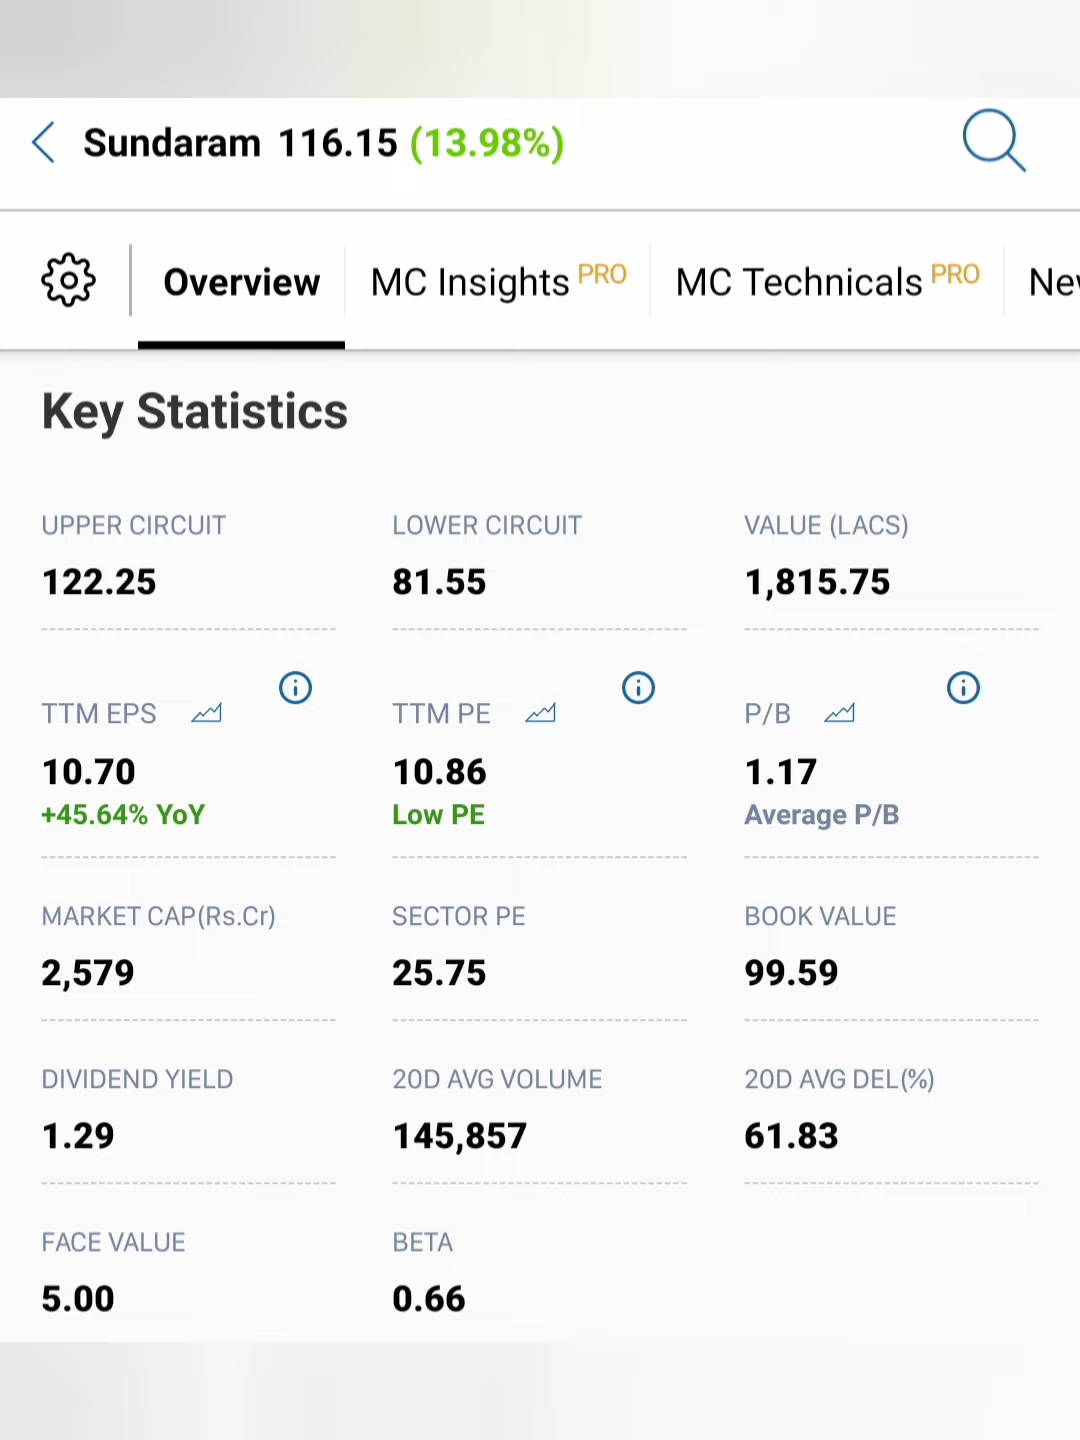 Sundaram 116.15 (13.98%)
Overview MC Insights PRO MC Technicals PRO
Key Statistics
UPPER CIRCUIT LOWER CIRCUIT VALUE (LACS)
122.25 81.55 1,815.75
TTM EPS TTM PE P/B
10.70 10.86 1.17
+45.64% YoY Low PE Average P/B
MARKET CAP(Rs.Cr) SECTOR PE BOOK VALUE
2,579 25.75 99.59
DIVIDEND YIELD 20D AVG VOLUME 20D AVG DEL(%)
1.29 145,857 61.83
FACE VALUE BETA
5.00 0.66